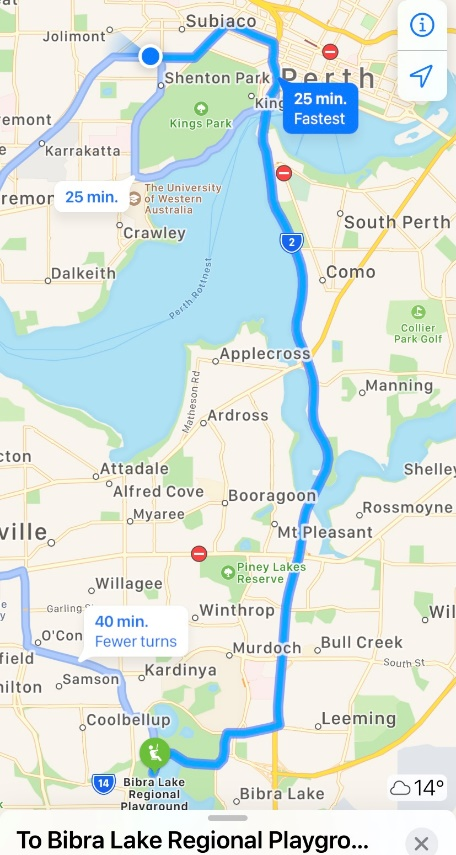 Jolimont
Subiaco
Shenton Park
Perth
25 min.
Fastest
Kings Park
Karrakatta
25 min.
The University
of Western
Australia
Crawley
South Perth
2
Dalkeith
Perth Rottnest
Como
Collier
Park Golf
Applecross
Matheson Rd
Manning
Ardross
Attadale
Alfred Cove
Shelley
Booragoon
Myaree
Rossmoyne
Mt Pleasant
Piney Lakes
Reserve
Willagee
Winthrop
40 min.
Fewer turns
O'Con
Murdoch
Bull Creek
South St
Samson
Kardinya
Coolbellup
Leeming
14
Bibra Lake
Regional
Playground
Bibra Lake
14°
To Bibra Lake Regional Playgro...